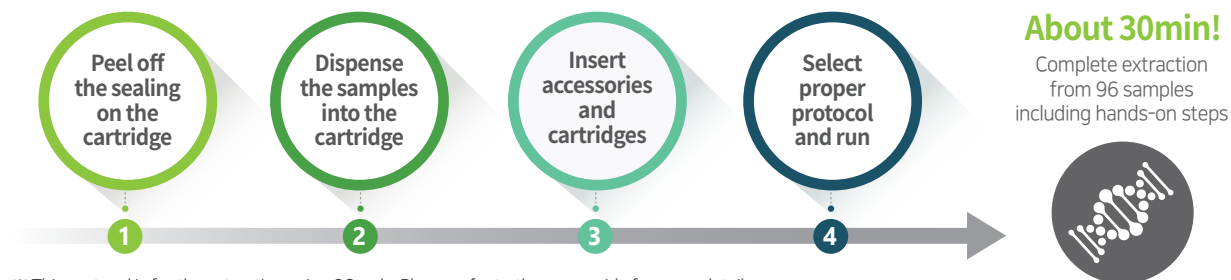 Peel off
the sealing
on the
cartridge
Dispense
the samples
into the
cartridge
Insert
accessories
and
cartridges
Select
proper
protocol
and run
About 30min!
Complete extraction
from 96 samples
including hands-on steps
1
2
3
4